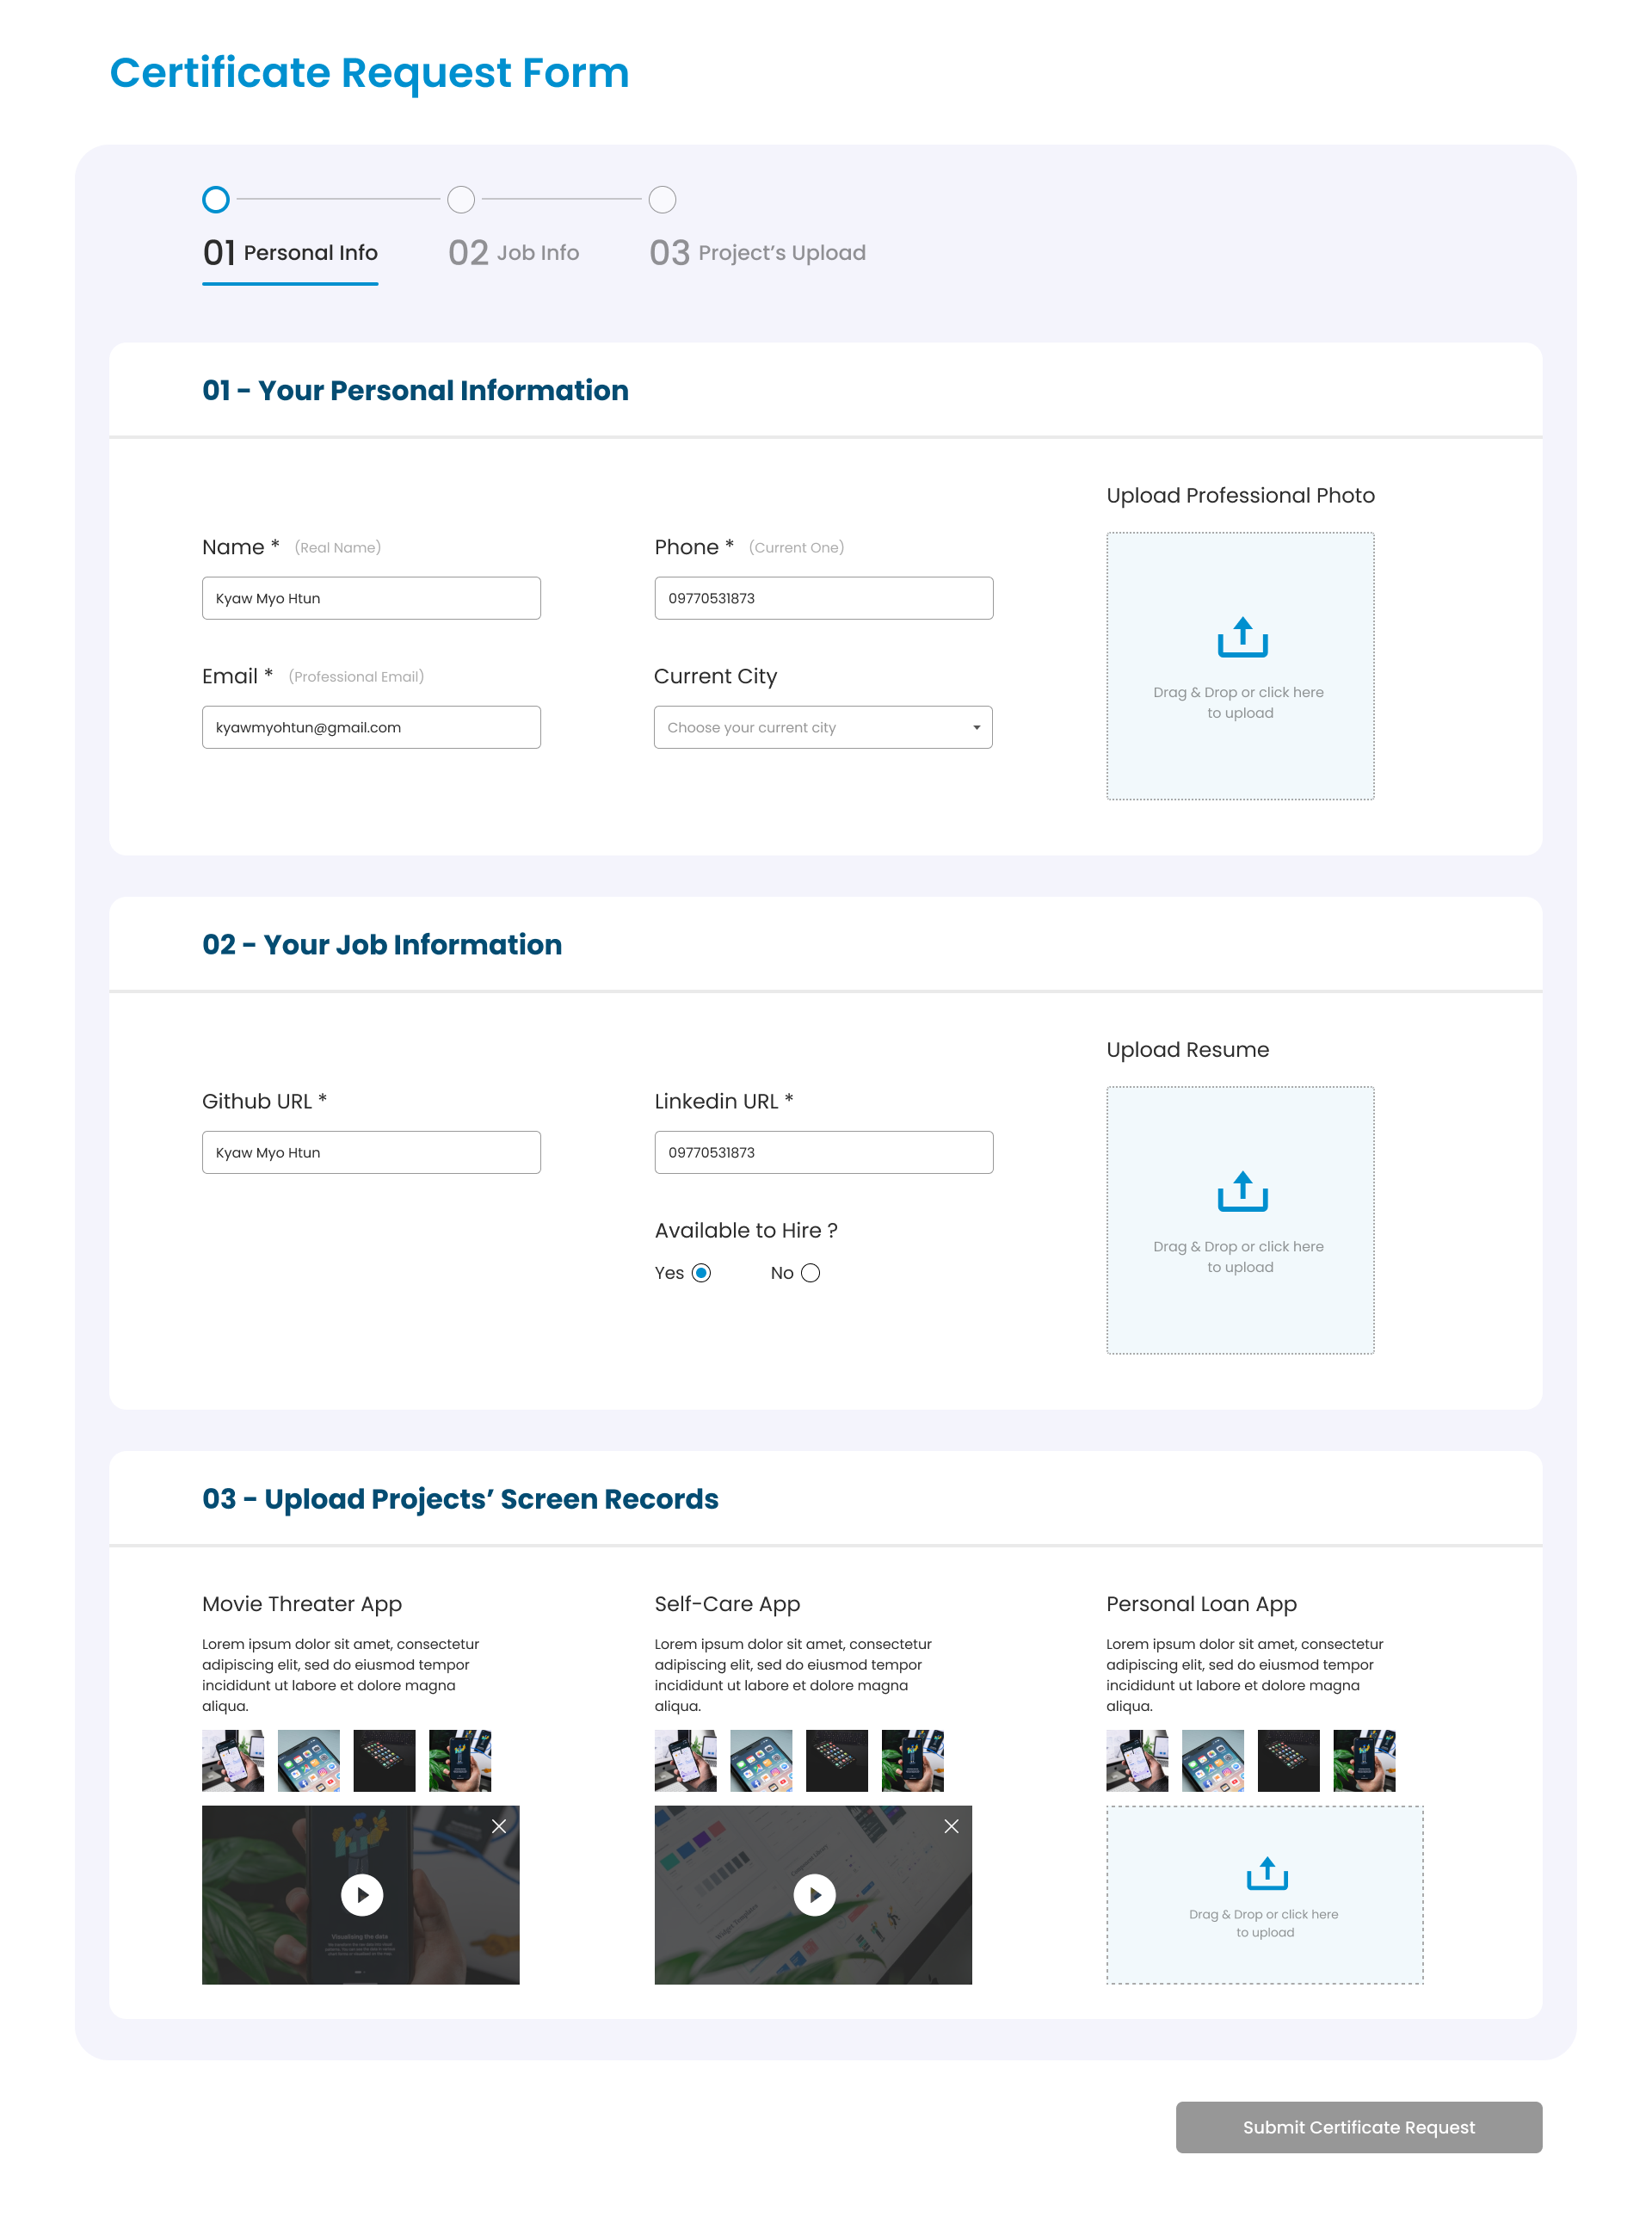 Certificate Request Form
01 Personal Info
02 Job Info
03 Project’s Upload
01 - Your Personal Information
Upload Professional Photo
Name * (Real Name)
Phone * (Current One)
Kyaw Myo Htun
09770531873
Email * (Professional Email)
Current City
kyawmyohtun@gmail.com
Choose your current city
Drag & Drop or click here
to upload
02 - Your Job Information
Upload Resume
Github URL *
Linkedin URL *
Kyaw Myo Htun
09770531873
Available to Hire ?
Yes
No
Drag & Drop or click here
to upload
03 - Upload Projects’ Screen Records
Movie Threater App
Lorem ipsum dolor sit amet, consectetur
adipiscing elit, sed do eiusmod tempor
incididunt ut labore et dolore magna
aliqua.
Visualising the data
Self-Care App
Lorem ipsum dolor sit amet, consectetur
adipiscing elit, sed do eiusmod tempor
incididunt ut labore et dolore magna
aliqua.
Personal Loan App
Lorem ipsum dolor sit amet, consectetur
adipiscing elit, sed do eiusmod tempor
incididunt ut labore et dolore magna
aliqua.
Drag & Drop or click here
to upload
Submit Certificate Request